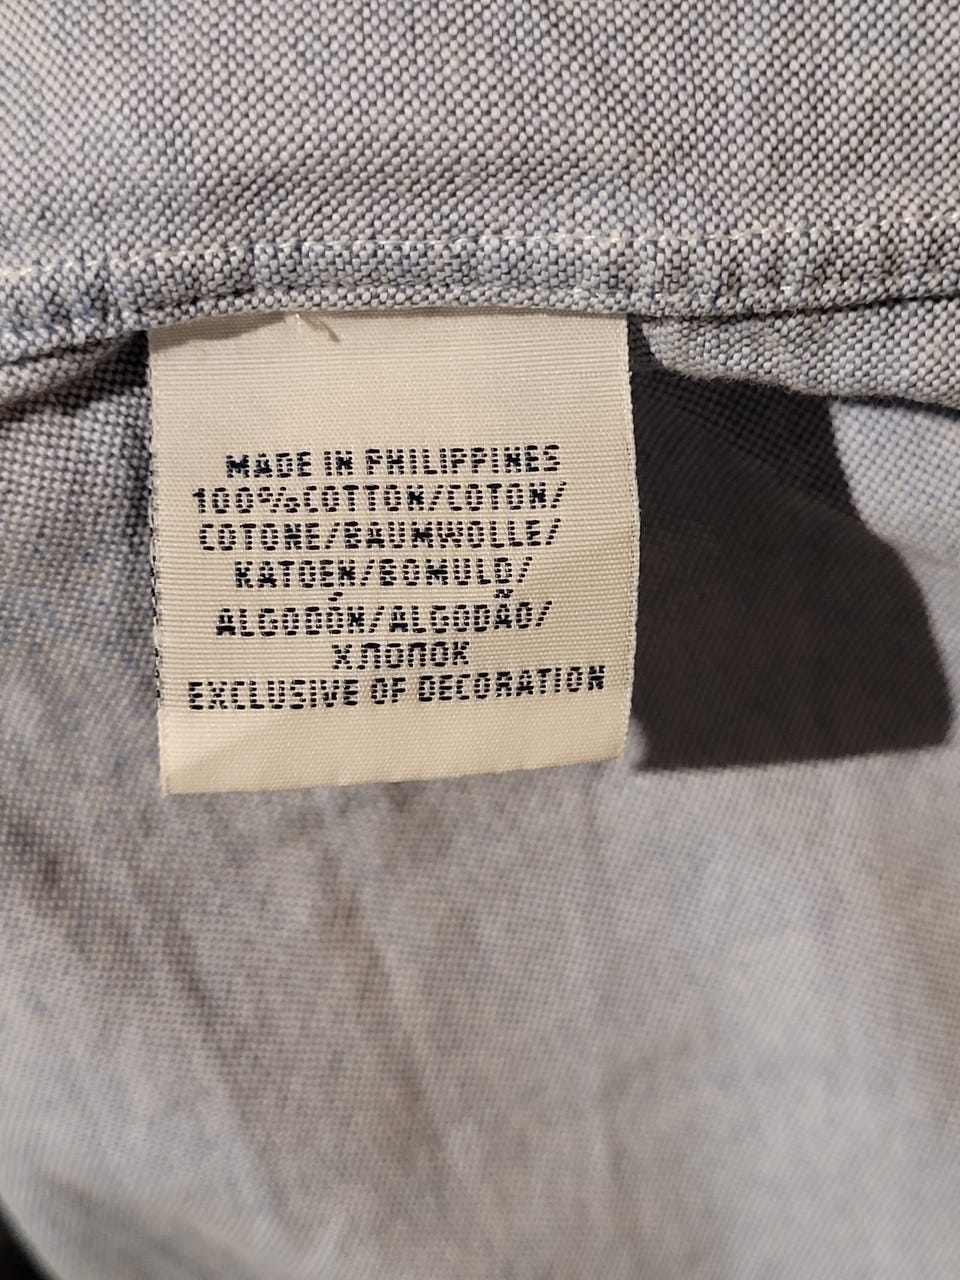 MADE IN PHILIPPINES
100%COTTON/COTON/
COTONE/BAUMWOLLE/
KATOEN/BOMULD/
ALGODÓN/ALGODÃO/
ХЛОПОК
EXCLUSIVE OF DECORATION